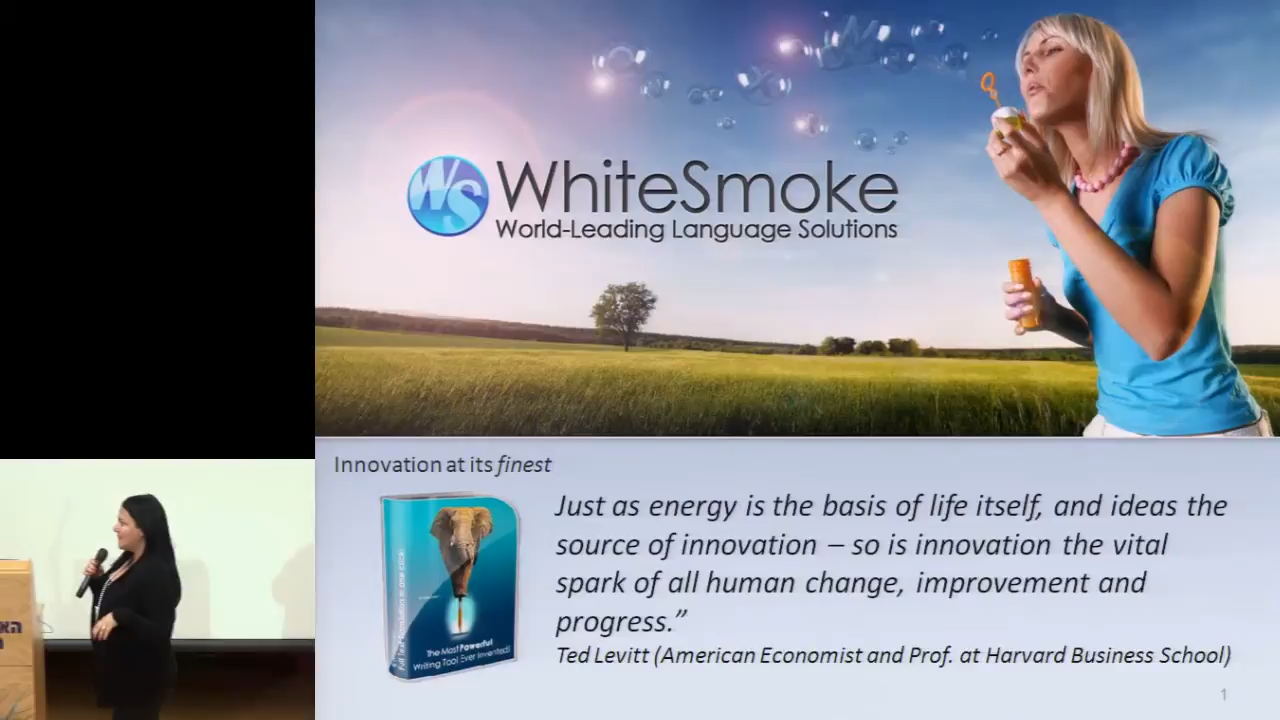 WS WhiteSmoke
World-Leading Language Solutions
Innovation at its finest
Just as energy is the basis of life itself, and ideas the
source of innovation – so is innovation the vital
spark of all human change, improvement and
progress.”
Ted Levitt (American Economist and Prof. at Harvard Business School)
The Most Powerful
Writing Tool Ever Invented!
1